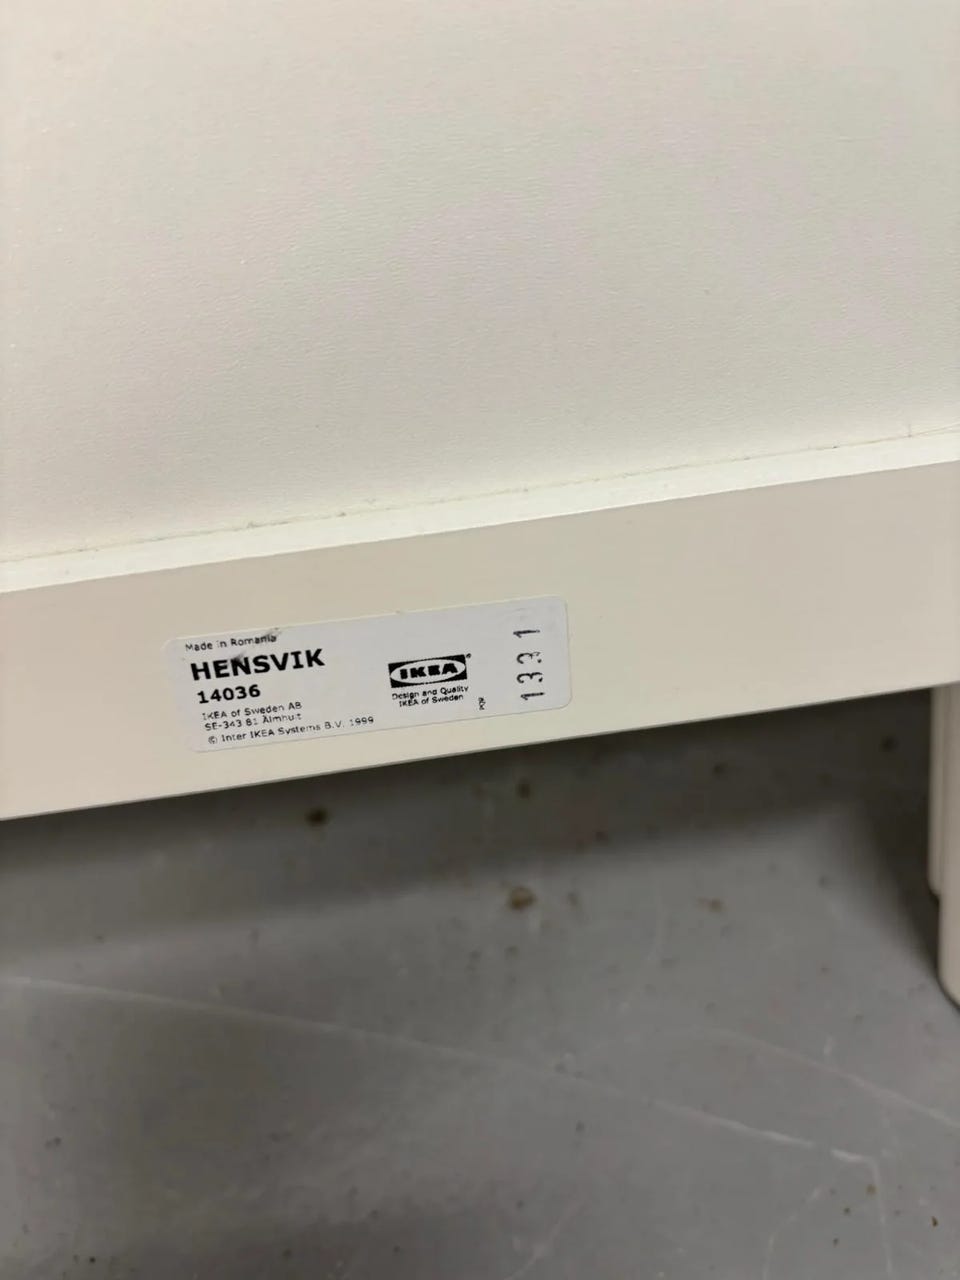 Made in Romania
HENSVIK
14036
IKEA of Sweden AB
SE-343 81 Älmhult
© Inter IKEA Systems B.V. 1999
IKEA®
Design and Quality
IKEA of Sweden
1331